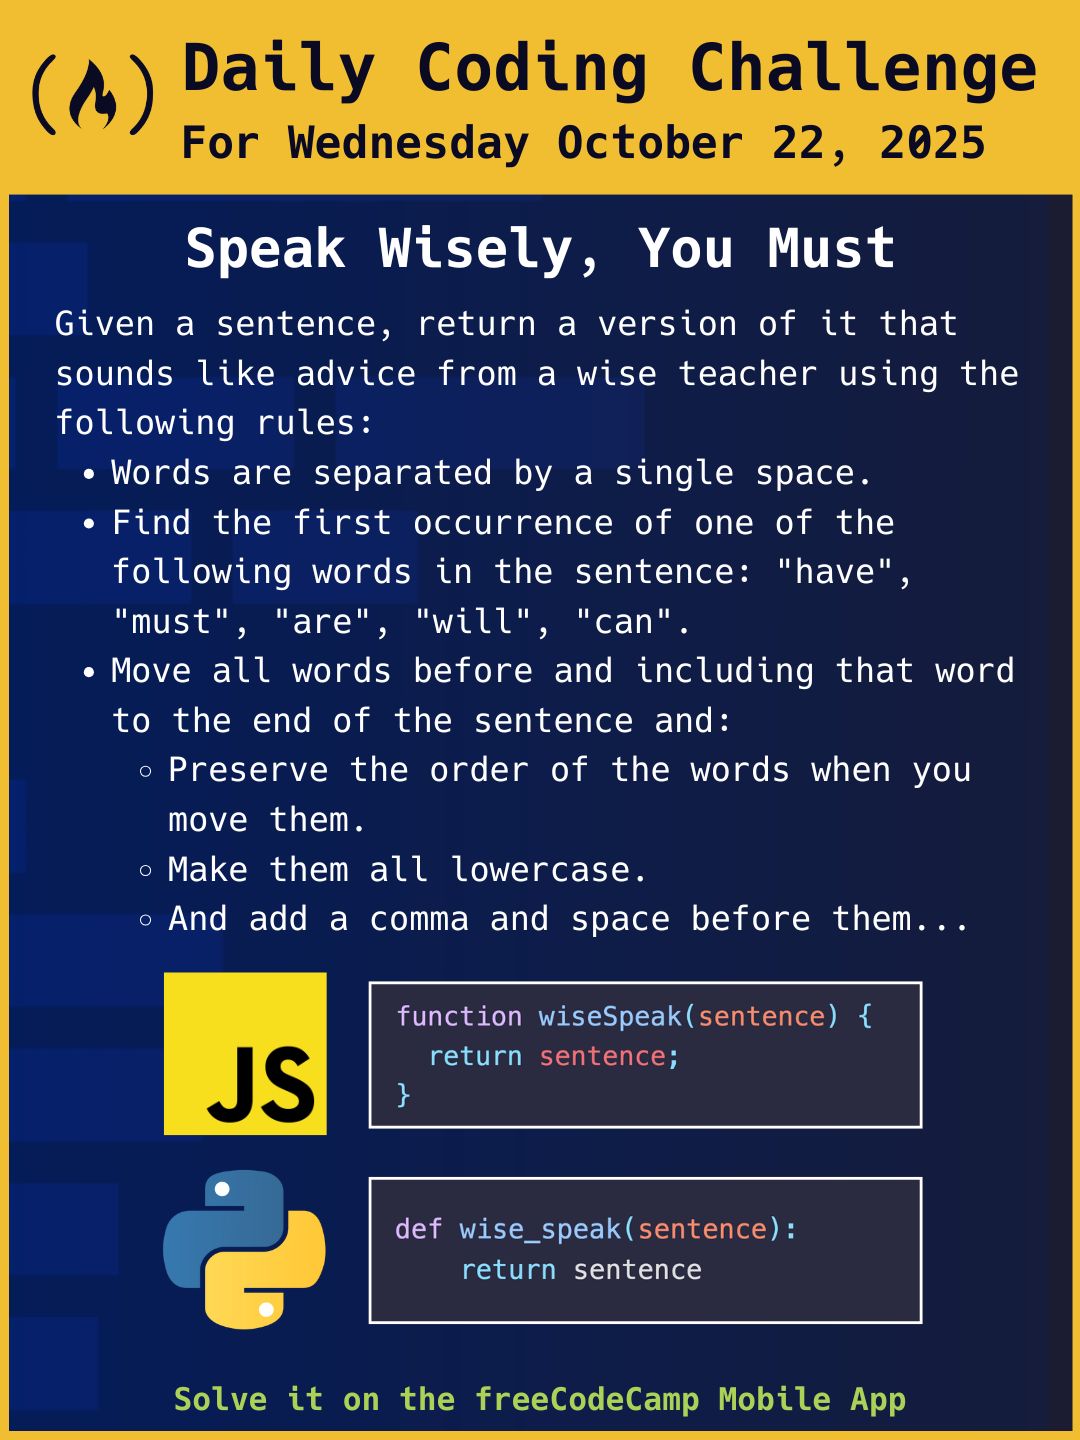 Daily Coding Challenge
For Wednesday October 22, 2025
Speak Wisely, You Must
Given a sentence, return a version of it that
sounds like advice from a wise teacher using the
following rules:
• Words are separated by a single space.
• Find the first occurrence of one of the
following words in the sentence: "have",
"must", "are", "will", "can".
• Move all words before and including that word
to the end of the sentence and:
◦ Preserve the order of the words when you
move them.
◦ Make them all lowercase.
◦ And add a comma and space before them...
JS
function wiseSpeak(sentence) {
  return sentence;
}
def wise_speak(sentence):
    return sentence
Solve it on the freeCodeCamp Mobile App